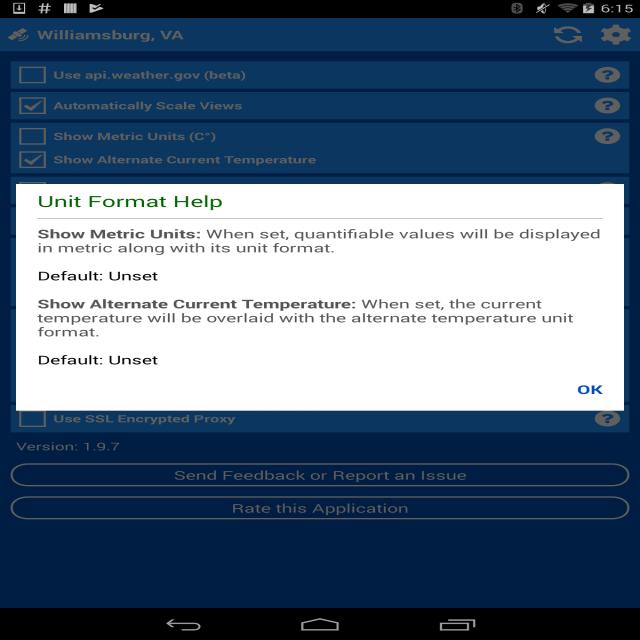 6:15
Williamsburg, VA
Use api.weather.gov (beta)
Automatically Scale Views
Show Metric Units (C°)
Show Alternate Current Temperature
Unit Format Help
Show Metric Units: When set, quantifiable values will be displayed
in metric along with its unit format.
Default: Unset
Show Alternate Current Temperature: When set, the current
temperature will be overlaid with the alternate temperature unit
format.
Default: Unset
OK
Use SSL Encrypted Proxy
Version: 1.9.7
Send Feedback or Report an Issue
Rate this Application